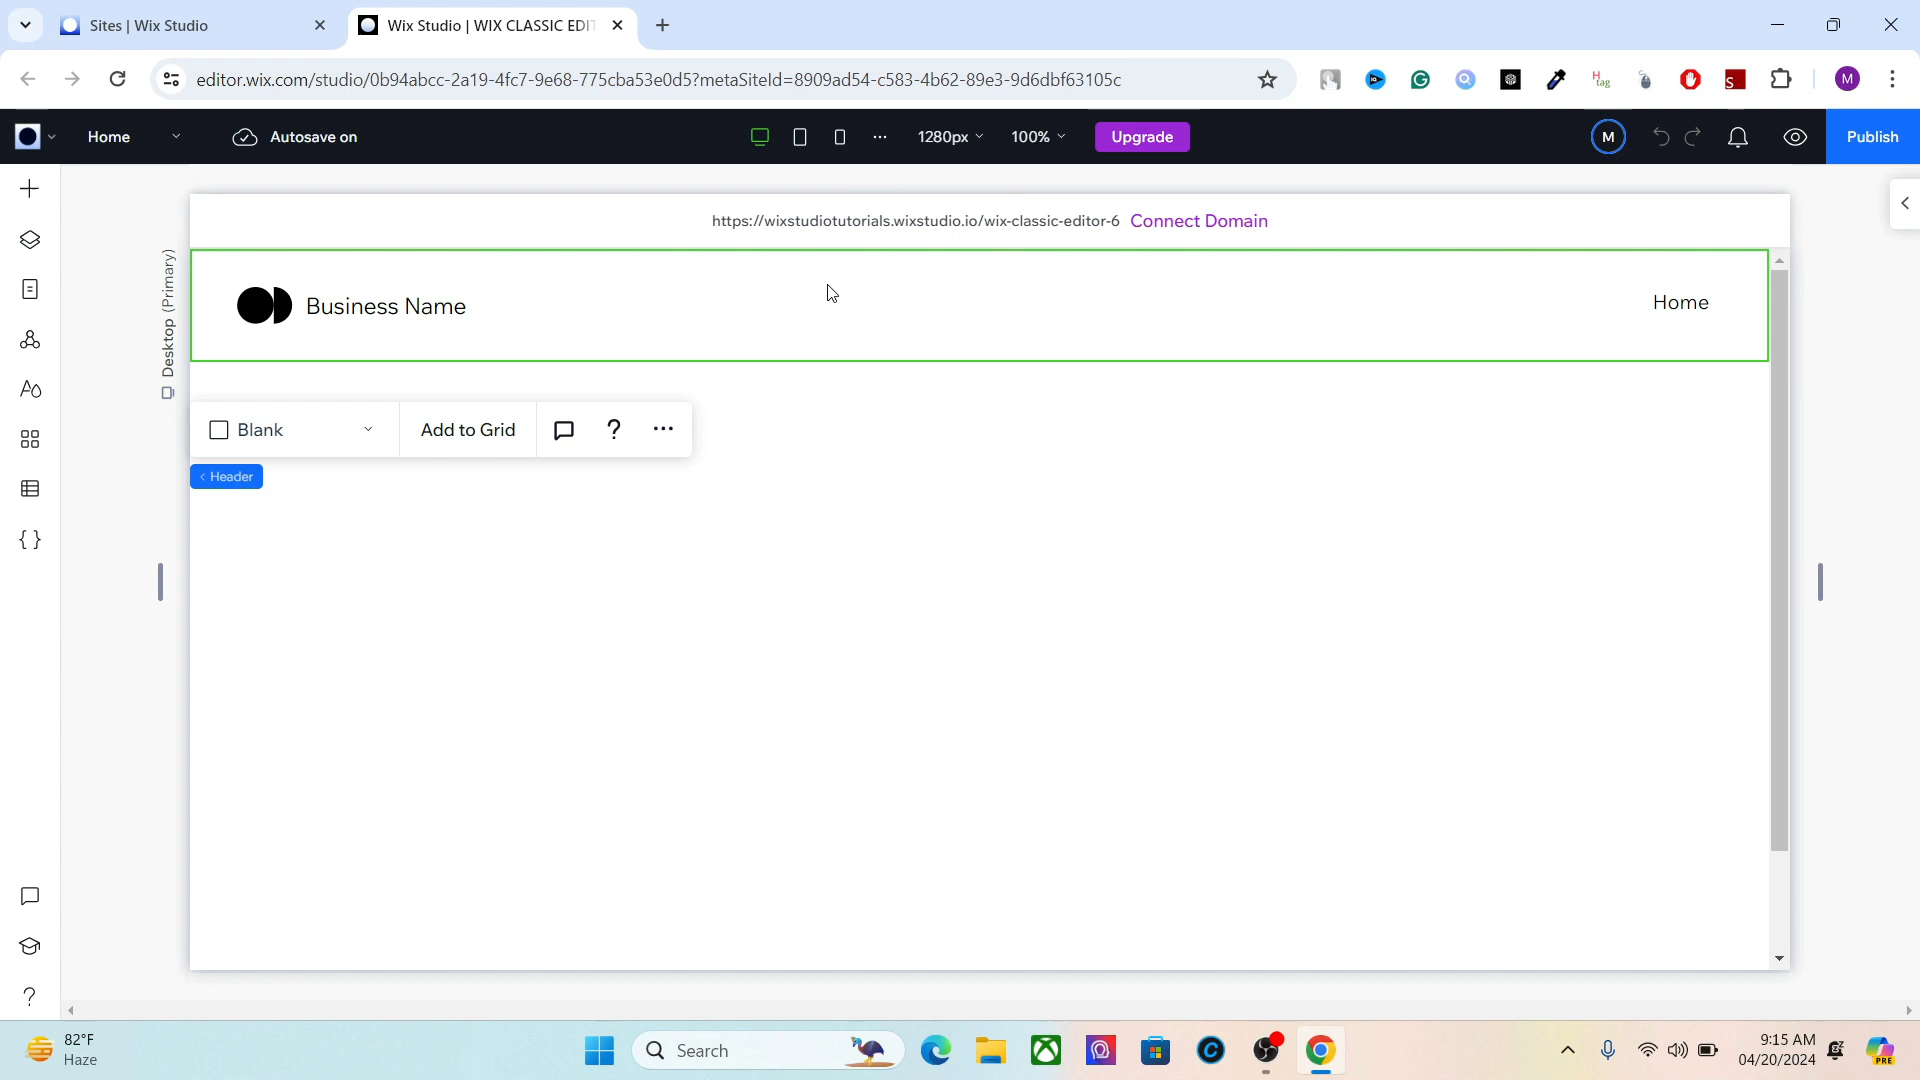 Sites | Wix Studio
Wix Studio | WIX CLASSIC EDIT
editor.wix.com/studio/0b94abcc-2a19-4fc7-9e68-775cba53e0d5?metaSiteId=8909ad54-c583-4b62-89e3-9d6dbf63105c
H
tag
S
M
Home
Autosave on
1280px
100%
Upgrade
M
Publish
https://wixstudiotutorials.wixstudio.io/wix-classic-editor-6 Connect Domain
Desktop (Primary)
Business Name
Home
Blank
Add to Grid
?
< Header
{ }
?
82°F
Haze
Search
9:15 AM
04/20/2024
PRE